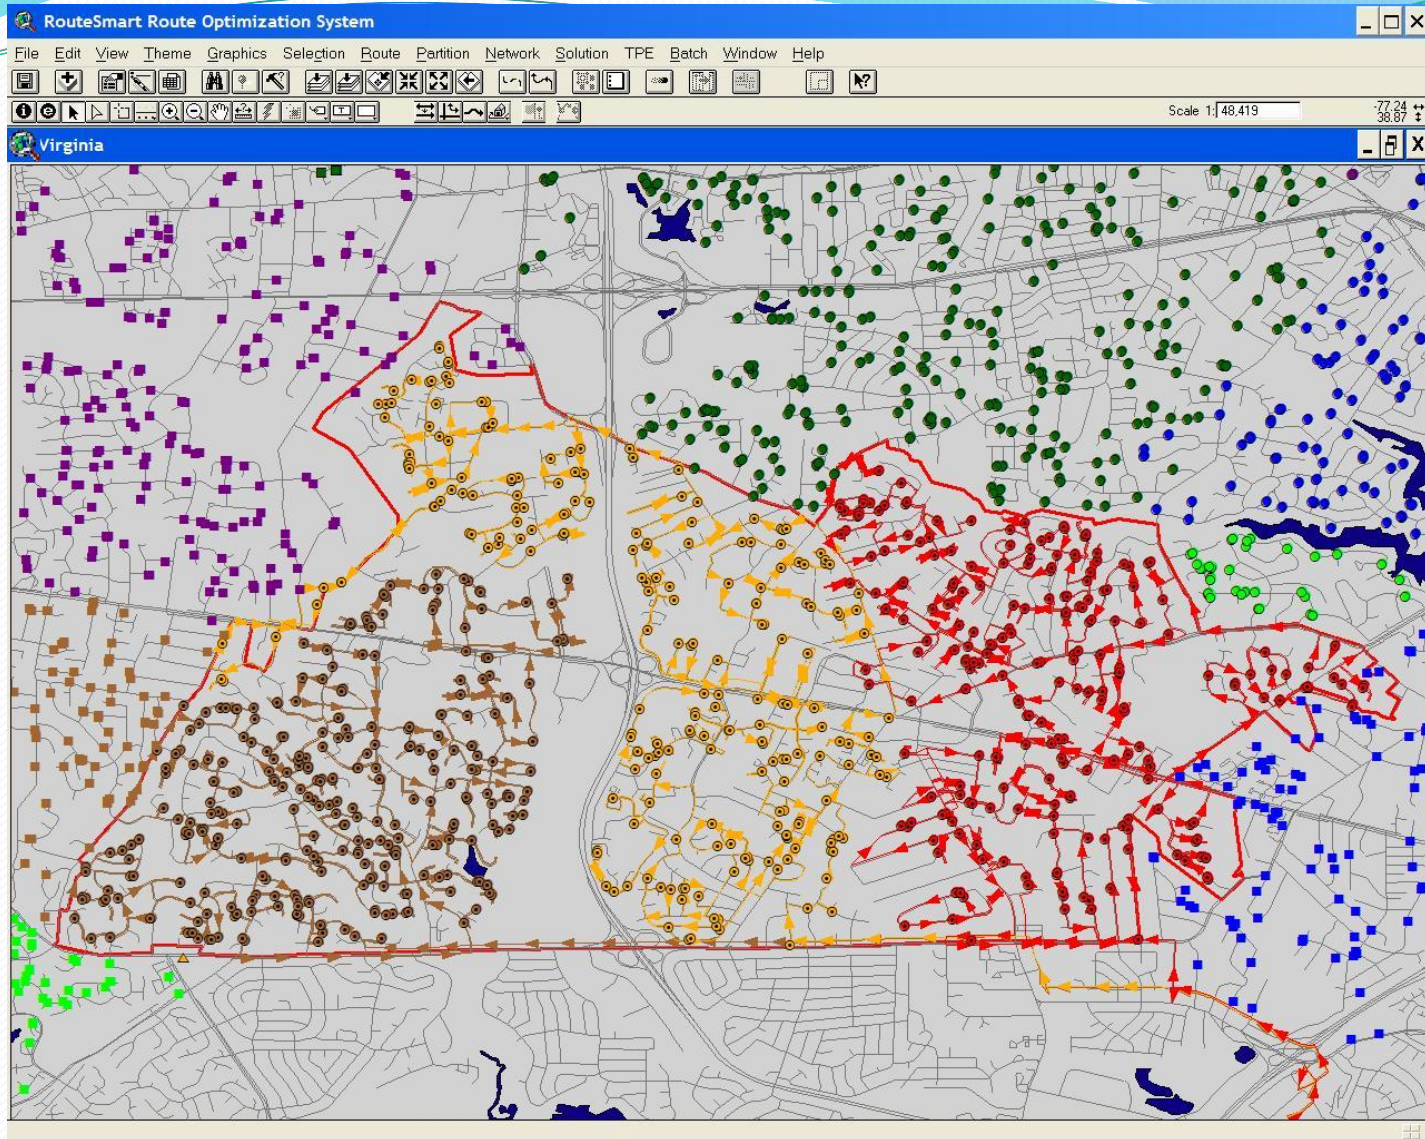 RouteSmart Route Optimization System
File Edit View Theme Graphics Selection Route Partition Network Solution TPE Batch Window Help
Scale 1: 48,419 -77.24
38.87
Virginia